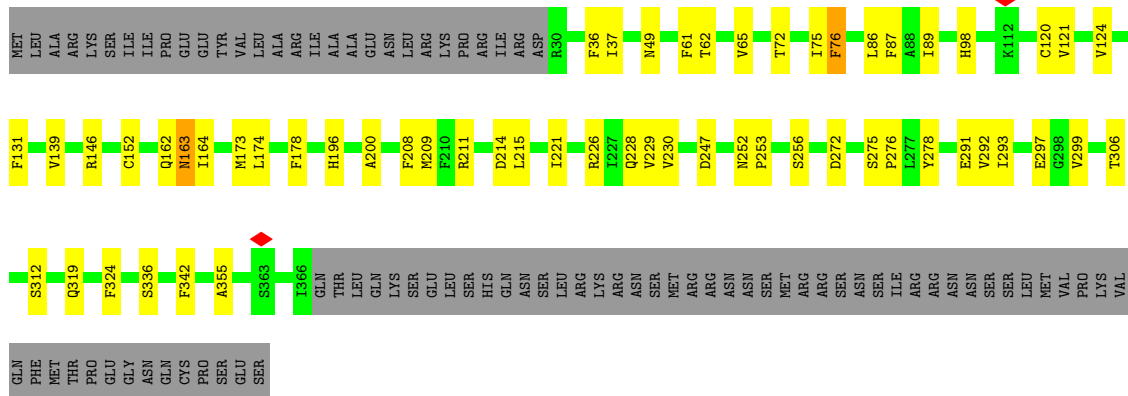 MET LEU ALA ARG LYS SER ILE ILE PRO GLU GLU TYR VAL LEU ALA ARG ILE ALA ALA GLU ASN LEU ARG LYS PRO ARG ILE ARG ASP R30 F36 I37 N49 F61 T62 V65 T72 I75 F76 L86 F87 A88 I89 H98 K112 C120 V121 V124
F131 V139 R146 C152 Q162 N163 I164 M173 L174 F178 H196 A200 F208 M209 F210 R211 D214 L215 I221 R226 I227 Q228 V229 V230 D247 N252 P253 S256 D272 S275 P276 L277 Y278 E291 V292 I293 E297 G298 V299 T306
S312 Q319 F324 S336 F342 A355 S363 I366 GLN THR LEU GLN LYS SER GLU LEU SER HIS GLN ASN SER LEU ARG LYS ARG ASN SER MET ARG ARG ASN ASN SER MET ARG ARG SER ASN SER ILE ARG ARG ASN ASN SER SER LEU MET VAL PRO LYS VAL
GLN PHE MET THR PRO GLU GLY ASN GLN CYS PRO SER GLU SER